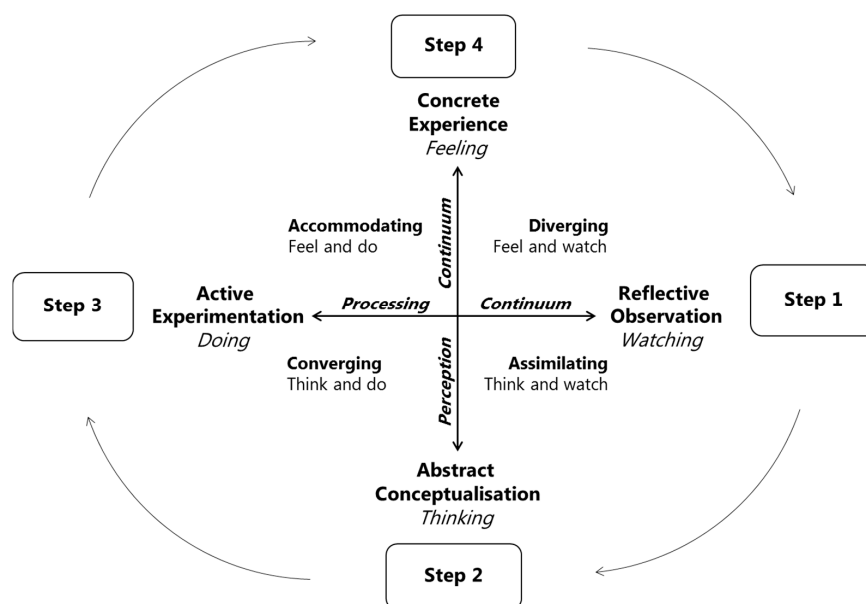 Step 4
Concrete
Experience
Feeling
Accommodating
Feel and do
Continuum
Diverging
Feel and watch
Step 3
Active
Experimentation
Doing
Processing
Continuum
Reflective
Observation
Watching
Step 1
Converging
Think and do
Perception
Assimilating
Think and watch
Abstract
Conceptualisation
Thinking
Step 2